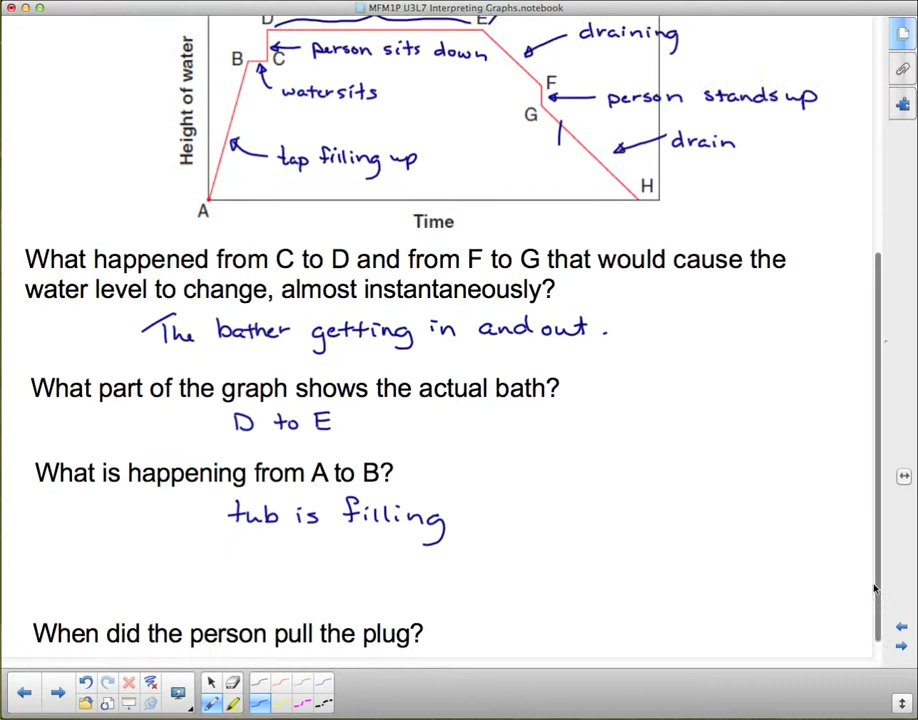 MFM1P U3L7 Interpreting Graphs.notebook
D E
draining
person sits down
B C
F
water sits
person stands up
G
Height of water
drain
tap filling up
H
A
Time
What happened from C to D and from F to G that would cause the
water level to change, almost instantaneously?
The bather getting in and out.
What part of the graph shows the actual bath?
D to E
What is happening from A to B?
tub is filling
When did the person pull the plug?